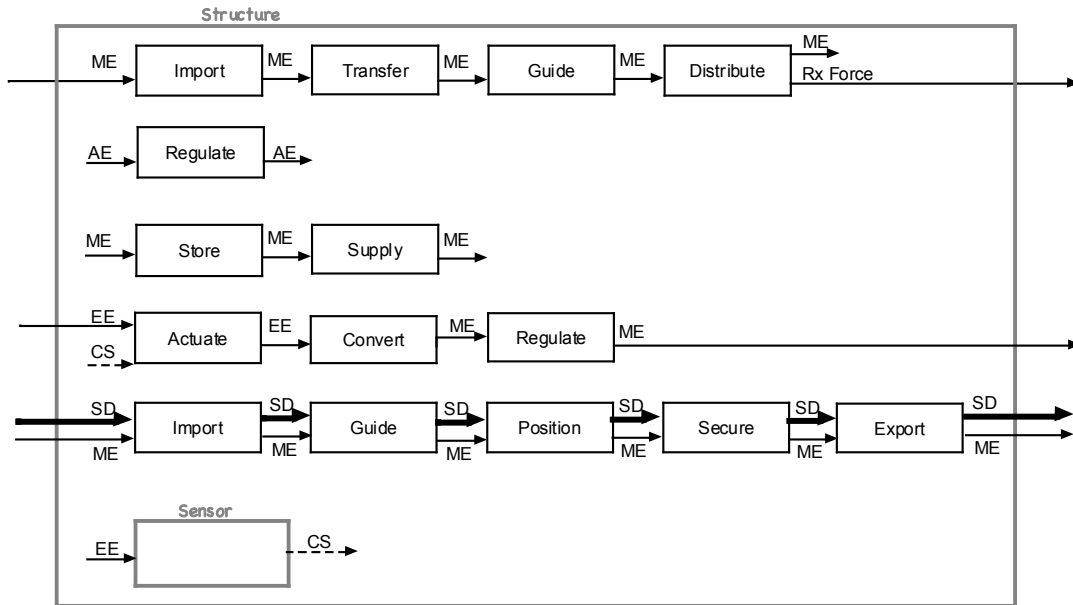 Structure
ME
Import
ME
Transfer
ME
Guide
ME
Distribute
ME
Rx Force
AE
Regulate
AE
ME
Store
ME
Supply
ME
EE
CS
Actuate
EE
Convert
ME
Regulate
ME
SD
ME
Import
SD
ME
Guide
SD
ME
Position
SD
ME
Secure
SD
ME
Export
SD
ME
Sensor
EE
CS